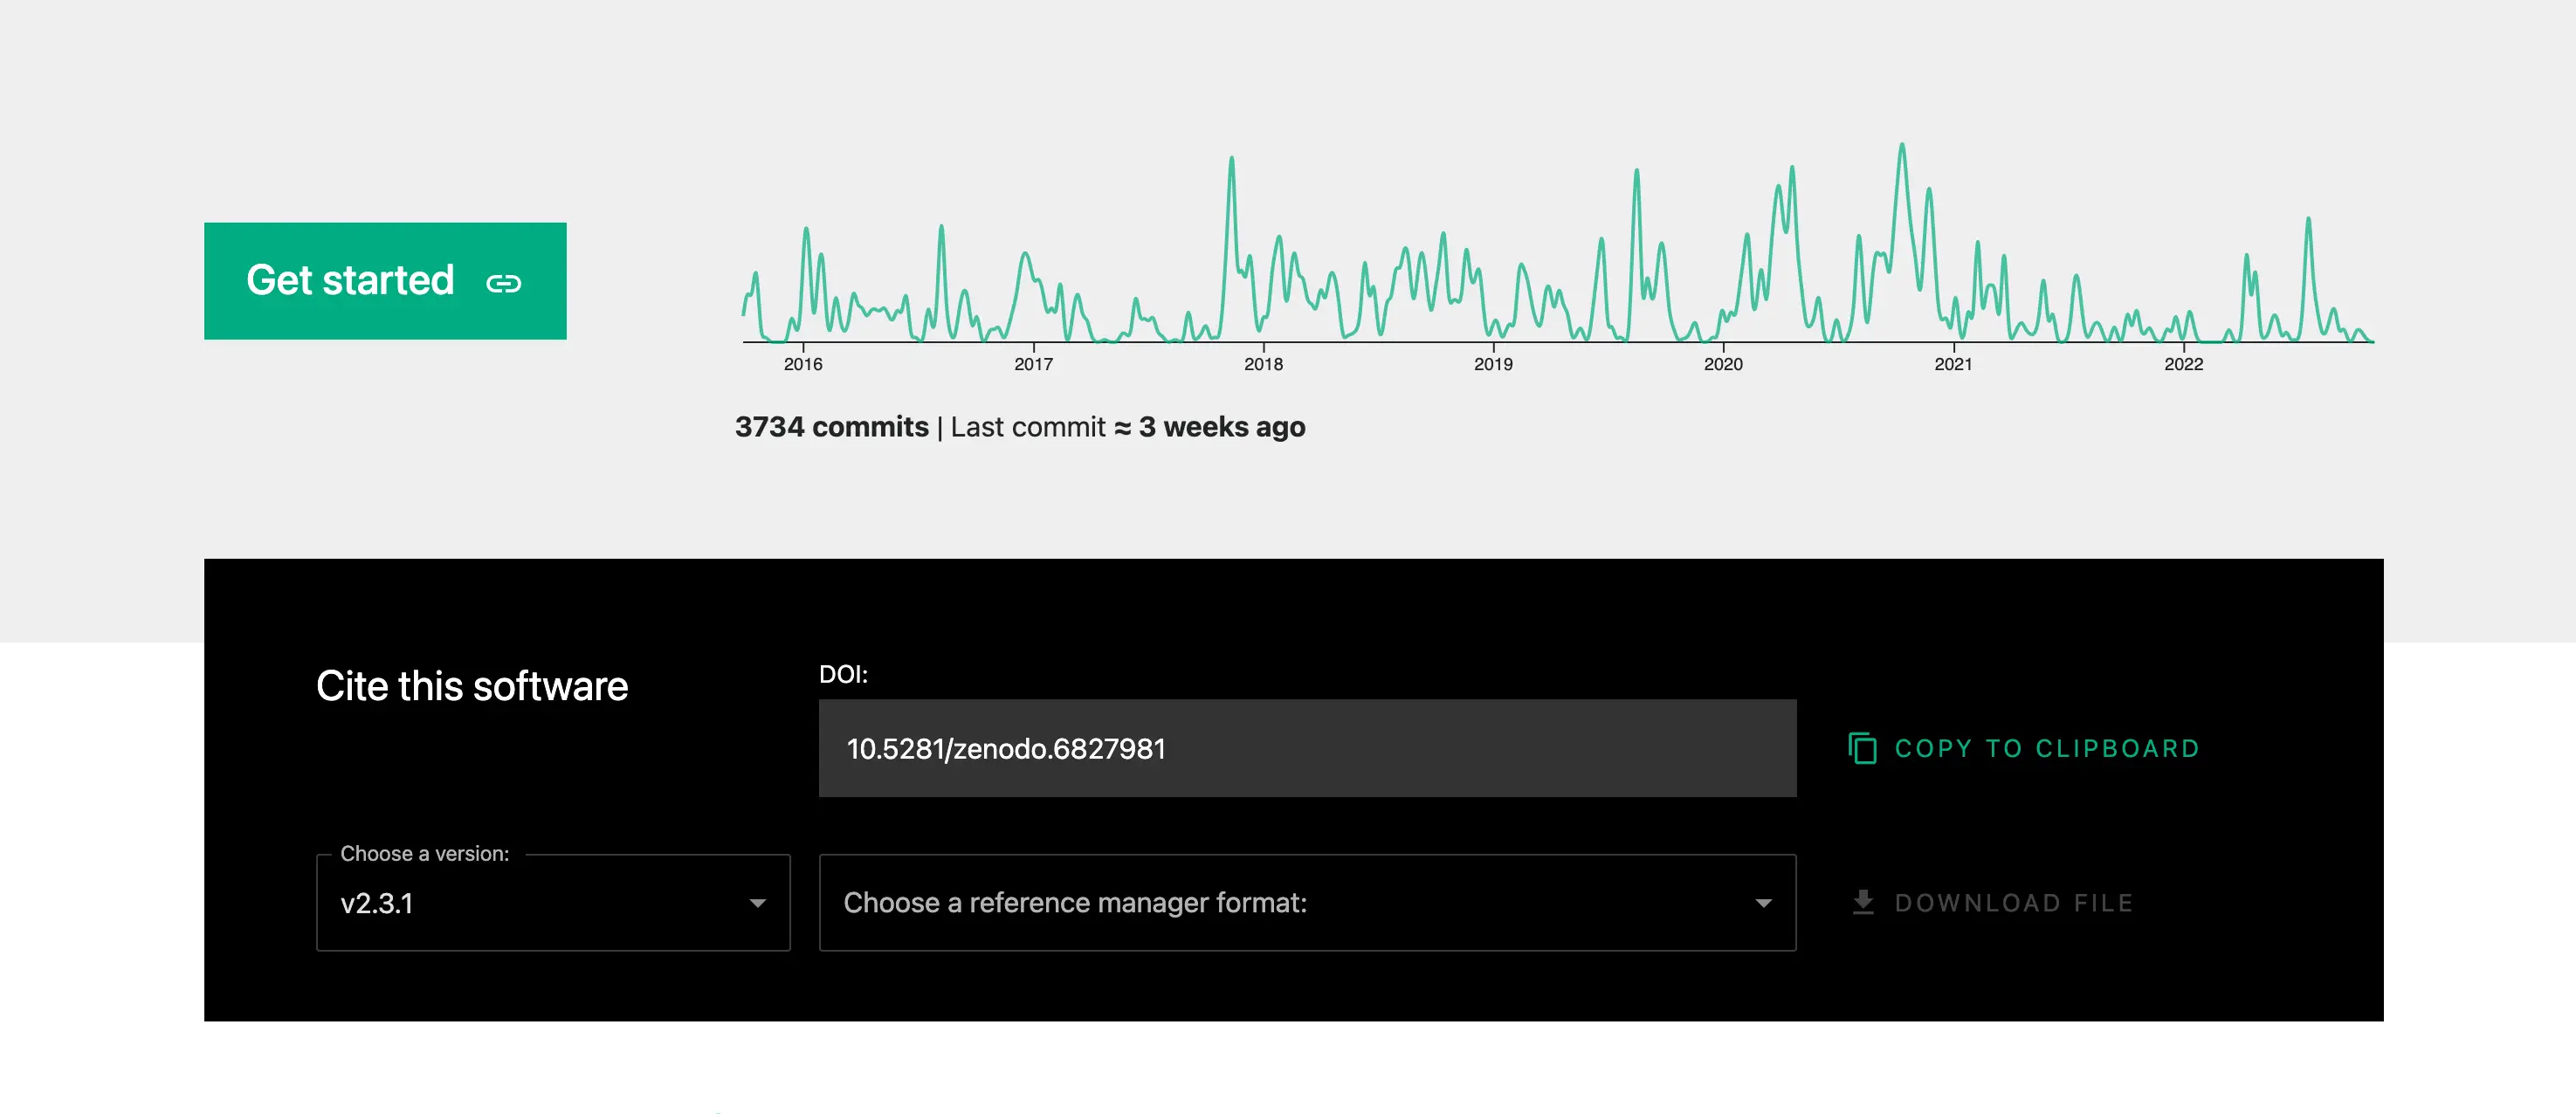 Get started
2016 2017 2018 2019 2020 2021 2022
3734 commits | Last commit ≈ 3 weeks ago
Cite this software
DOI:
10.5281/zenodo.6827981
COPY TO CLIPBOARD
Choose a version:
v2.3.1
Choose a reference manager format:
DOWNLOAD FILE